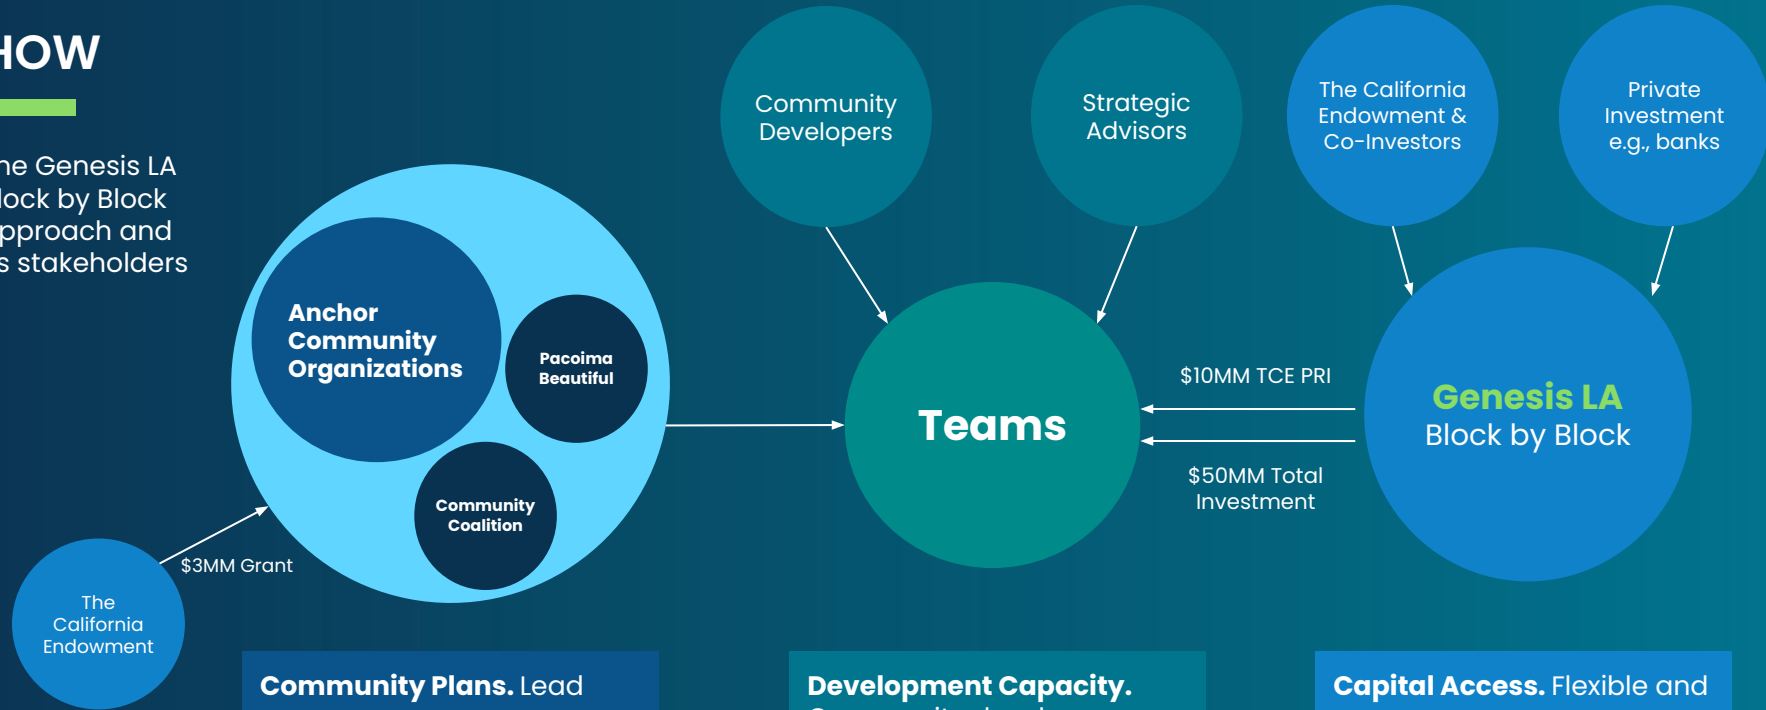 HOW
he Genesis LA
lock by Block
pproach and
s stakeholders
Community
Developers
Strategic
Advisors
The California
Endowment &
Co-Investors
Private
Investment
e.g., banks
Anchor
Community
Organizations
Pacoima
Beautiful
Community
Coalition
Teams
$10MM TCE PRI
$50MM Total
Investment
Genesis LA
Block by Block
$3MM Grant
The
California
Endowment
Community Plans. Lead
Development Capacity.
Capital Access. Flexible and